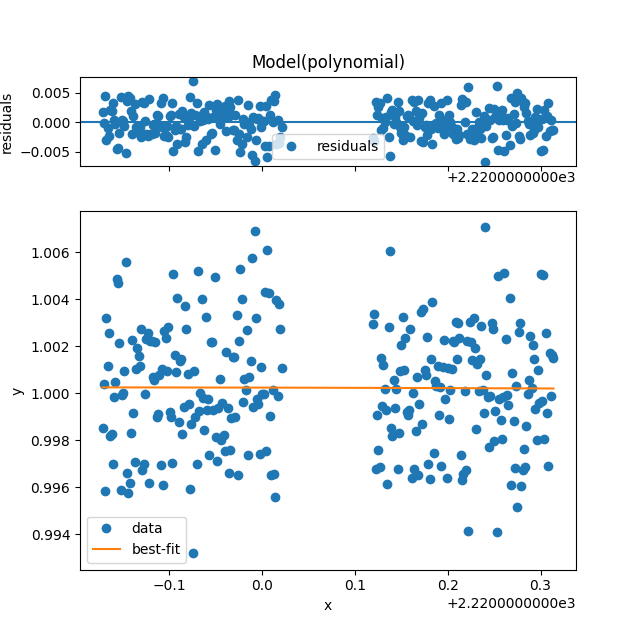 Model(polynomial)
residuals
0.005
0.000
−0.005
residuals
+2.2200000000e3
y
1.006
1.004
1.002
1.000
0.998
0.996
0.994
data
best-fit
−0.1
0.0
0.1
0.2
0.3
x
+2.2200000000e3